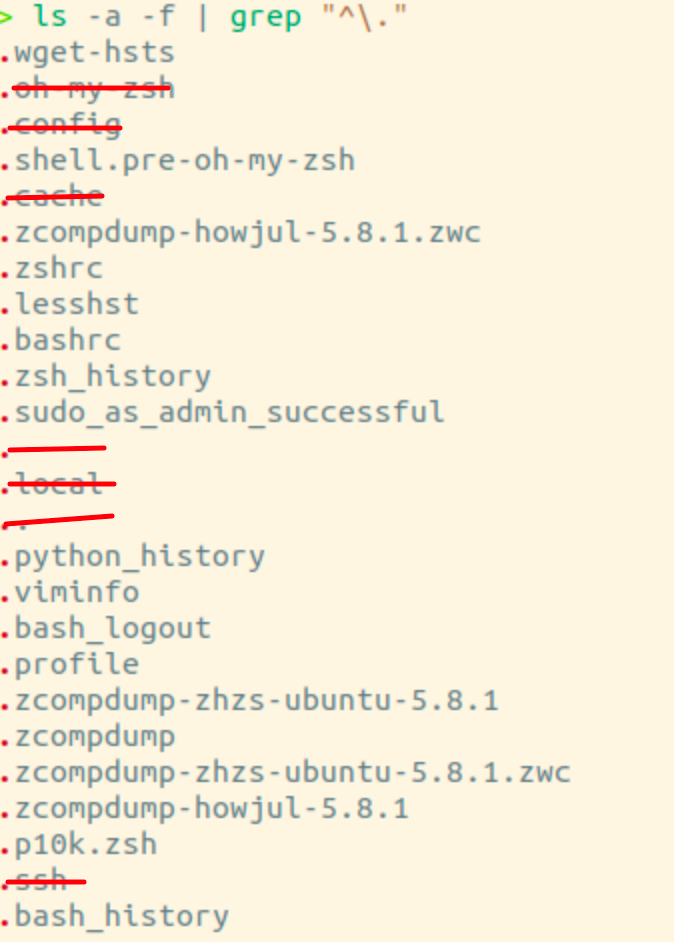 > ls -a -f | grep "^\."
.wget-hsts
.oh-my-zsh
.config
.shell.pre-oh-my-zsh
.cache
.zcompdump-howjul-5.8.1.zwc
.zshrc
.lesshst
.bashrc
.zsh_history
.sudo_as_admin_successful
.
.local
..
.python_history
.viminfo
.bash_logout
.profile
.zcompdump-zhzs-ubuntu-5.8.1
.zcompdump
.zcompdump-zhzs-ubuntu-5.8.1.zwc
.zcompdump-howjul-5.8.1
.p10k.zsh
.ssh
.bash_history